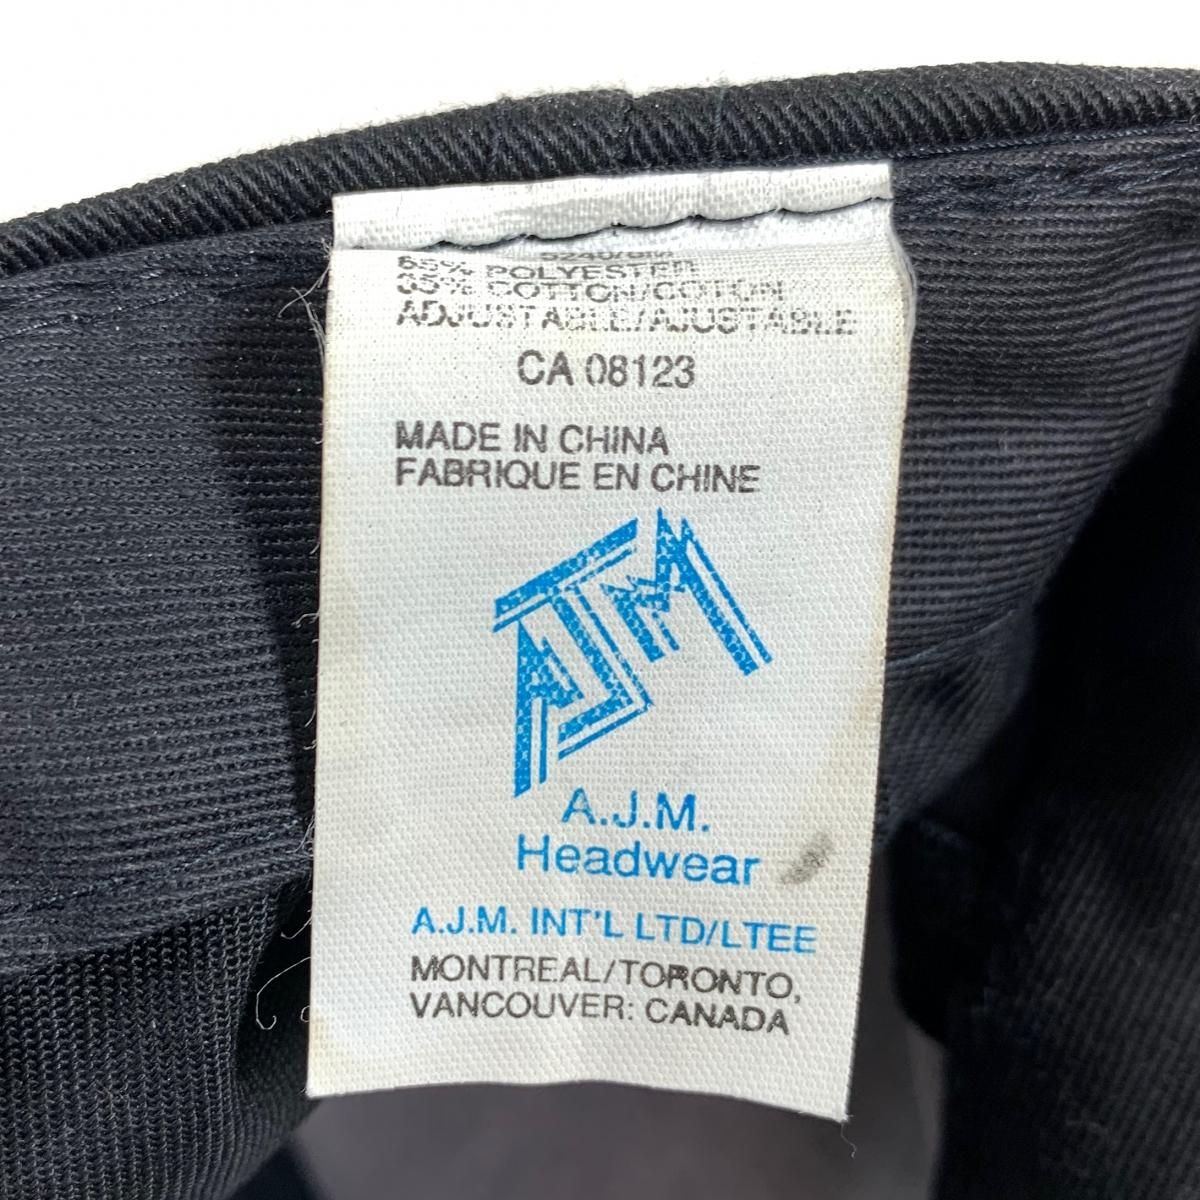 65% POLYESTER
35% COTTON/COTON
ADJUSTABLE/AJUSTABLE
CA 08123
MADE IN CHINA
FABRIQUE EN CHINE
AJM
A.J.M.
Headwear
A.J.M. INT'L LTD/LTEE
MONTREAL/TORONTO,
VANCOUVER: CANADA